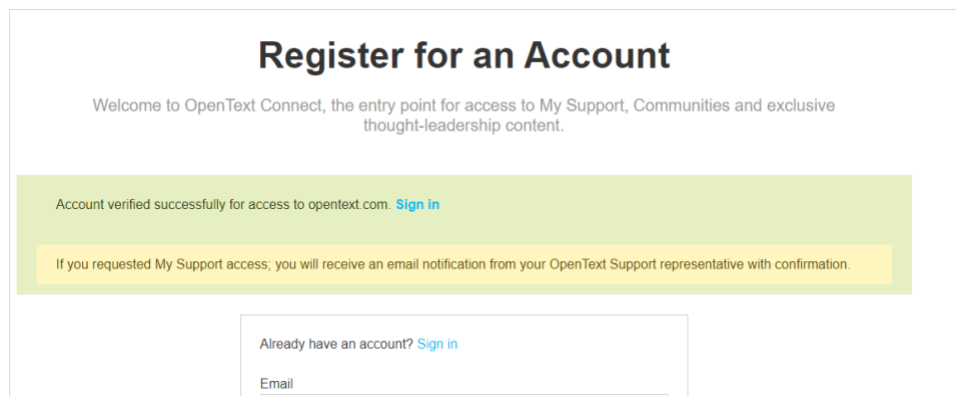 Register for an Account
Welcome to OpenText Connect, the entry point for access to My Support, Communities and exclusive
thought-leadership content.
Account verified successfully for access to opentext.com. Sign in
If you requested My Support access; you will receive an email notification from your OpenText Support representative with confirmation.
Already have an account? Sign in
Email